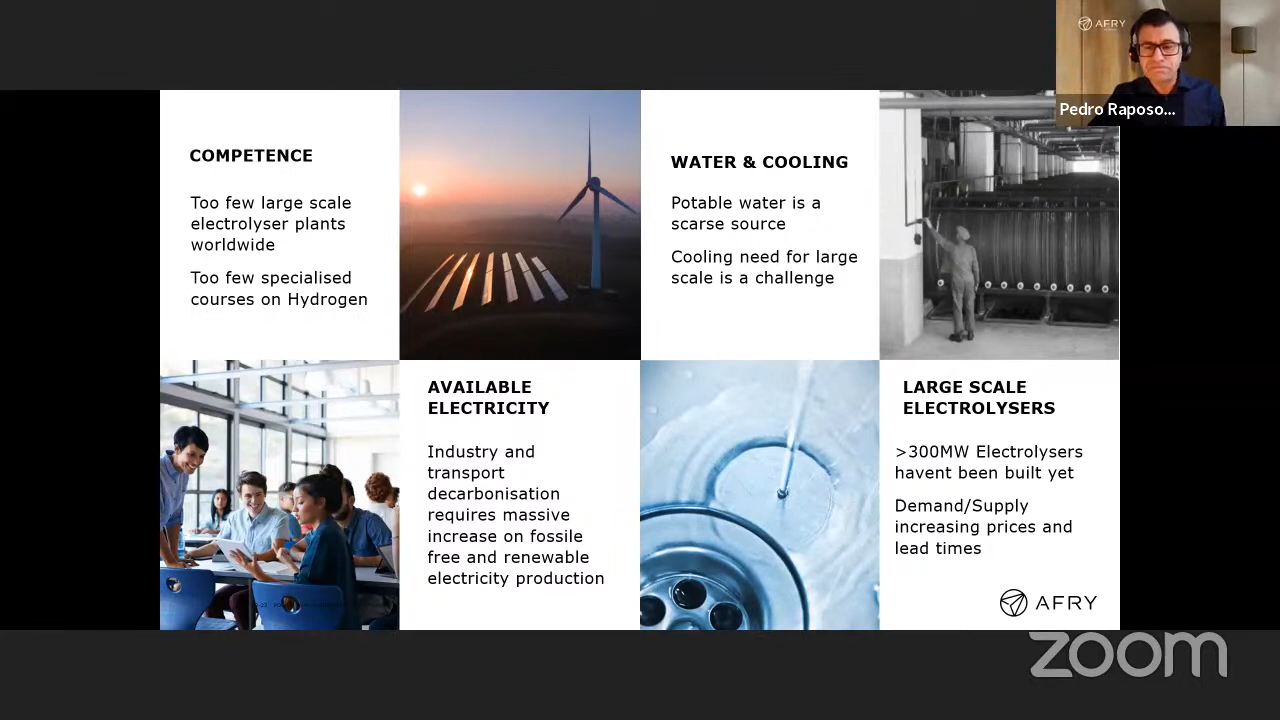 AFRY
Pedro Raposo...
COMPETENCE
Too few large scale
electrolyser plants
worldwide
Too few specialised
courses on Hydrogen
WATER & COOLING
Potable water is a
scarse source
Cooling need for large
scale is a challenge
AVAILABLE
ELECTRICITY
Industry and
transport
decarbonisation
requires massive
increase on fossile
free and renewable
electricity production
LARGE SCALE
ELECTROLYSERS
>300MW Electrolysers
havent been built yet
Demand/Supply
increasing prices and
lead times
AFRY
zoom